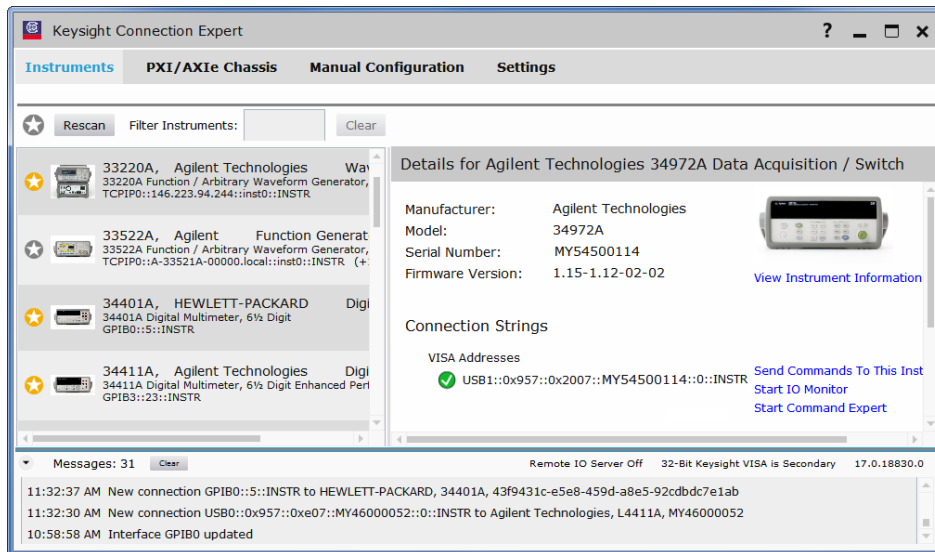 Keysight Connection Expert
?
Instruments PXI/AXIe Chassis Manual Configuration Settings
Rescan Filter Instruments: Clear
33220A, Agilent Technologies Wav
33220A Function / Arbitrary Waveform Generator,
TCPIP0::146.223.94.244::inst0::INSTR
33522A, Agilent Function Generat
33522A Function / Arbitrary Waveform Generator,
TCPIP0::A-33521A-00000.local::inst0::INSTR (+
34401A, HEWLETT-PACKARD Digi
34401A Digital Multimeter, 6½ Digit
GPIB0::5::INSTR
34411A, Agilent Technologies Digi
34411A Digital Multimeter, 6½ Digit Enhanced Perf
GPIB3::23::INSTR
Details for Agilent Technologies 34972A Data Acquisition / Switch
Manufacturer: Agilent Technologies
Model: 34972A
Serial Number: MY54500114
Firmware Version: 1.15-1.12-02-02
View Instrument Information
Connection Strings
VISA Addresses
USB1::0x957::0x2007::MY54500114::0::INSTR
Send Commands To This Inst
Start IO Monitor
Start Command Expert
Messages: 31 Clear Remote IO Server Off 32-Bit Keysight VISA is Secondary 17.0.18830.0
11:32:37 AM New connection GPIB0::5::INSTR to HEWLETT-PACKARD, 34401A, 43f9431c-e5e8-459d-a8e5-92cdbdc7e1ab
11:32:30 AM New connection USB0::0x957::0xe07::MY46000052::0::INSTR to Agilent Technologies, L4411A, MY46000052
10:58:58 AM Interface GPIB0 updated